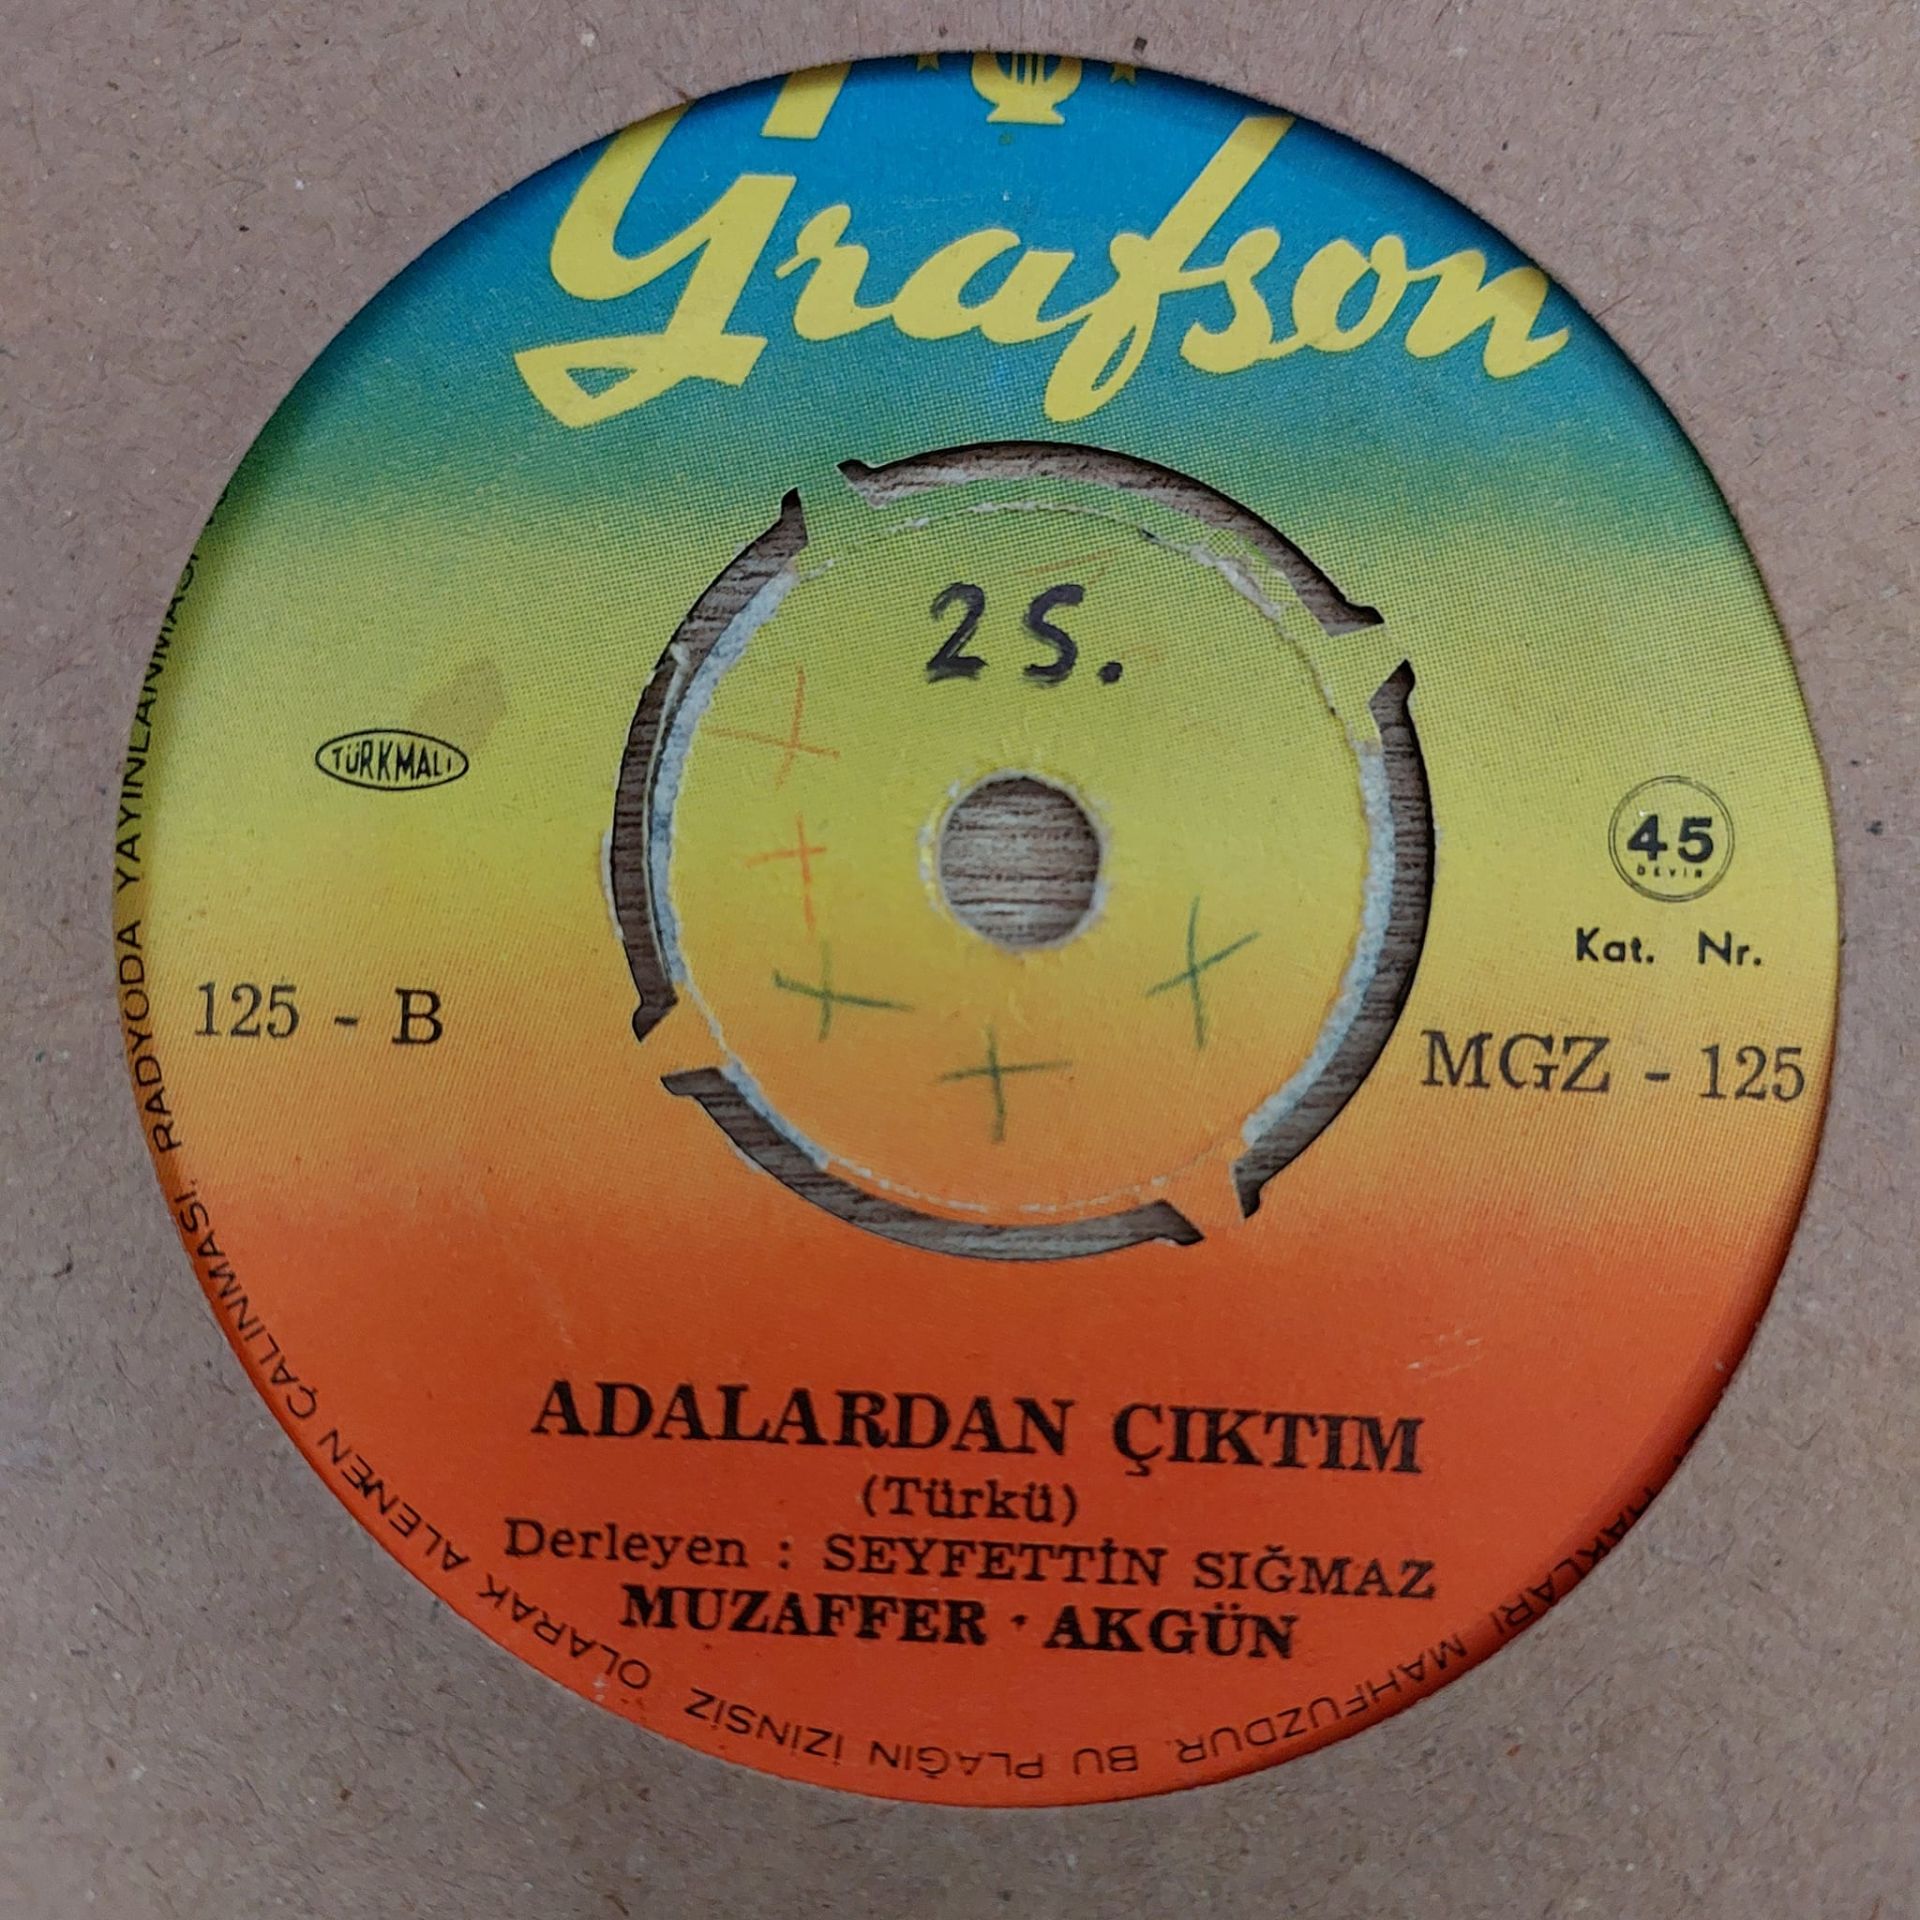 Grafson
25.
TÜRKMALI
45
DEVİR
Kat. Nr.
125 - B
MGZ - 125
ADALARDAN ÇIKTIM
(Türkü)
Derleyen : SEYFETTİN SIĞMAZ
MUZAFFER · AKGÜN
HAKLARI MAHFUZDUR. BU PLAĞIN İZİNSİZ OLARAK ALENEN ÇALINMASI, RADYODA YAYINLANMASI